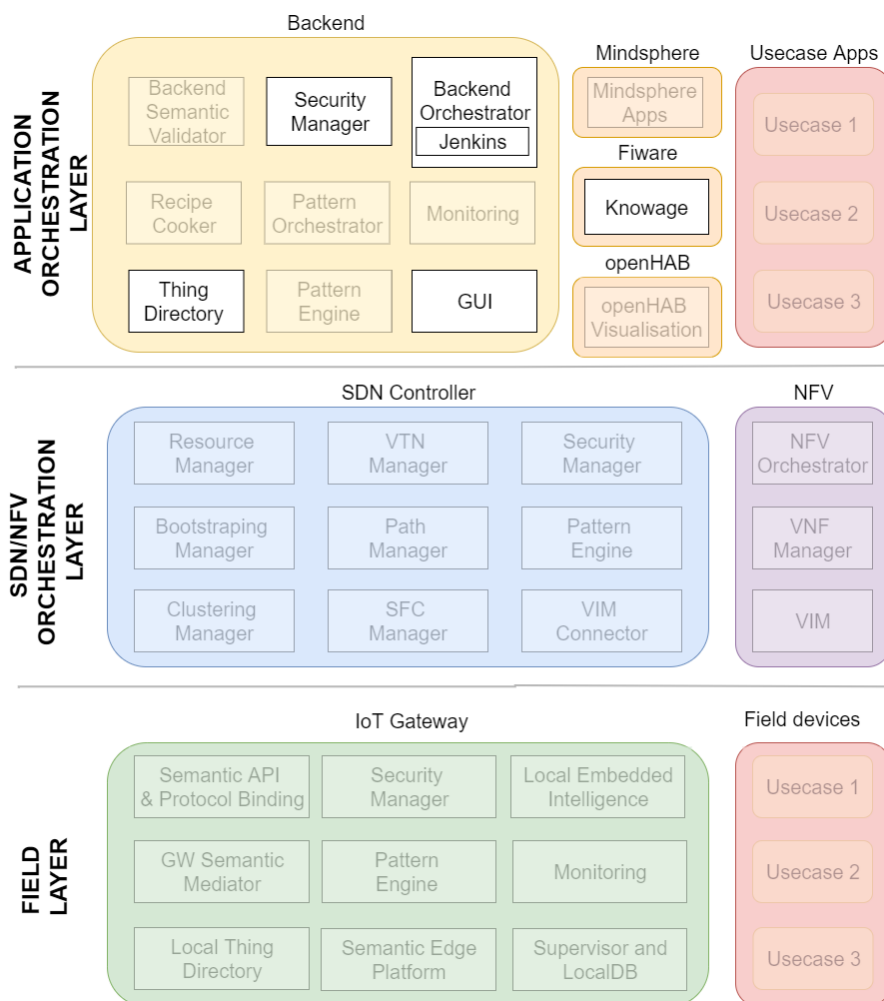 Backend
Mindsphere
Usecase Apps
APPLICATION
ORCHESTRATION
LAYER
Backend
Semantic
Validator
Security
Manager
Backend
Orchestrator
Jenkins
Mindsphere
Apps
Usecase 1
Fiware
Recipe
Cooker
Pattern
Orchestrator
Monitoring
Knowage
Usecase 2
openHAB
Thing
Directory
Pattern
Engine
GUI
openHAB
Visualisation
Usecase 3
SDN Controller
NFV
SDN/NFV
ORCHESTRATION
LAYER
Resource
Manager
VTN
Manager
Security
Manager
NFV
Orchestrator
Bootstraping
Manager
Path
Manager
Pattern
Engine
VNF
Manager
Clustering
Manager
SFC
Manager
VIM
Connector
VIM
IoT Gateway
Field devices
FIELD
LAYER
Semantic API
& Protocol Binding
Security
Manager
Local Embedded
Intelligence
Usecase 1
GW Semantic
Mediator
Pattern
Engine
Monitoring
Usecase 2
Local Thing
Directory
Semantic Edge
Platform
Supervisor and
LocalDB
Usecase 3